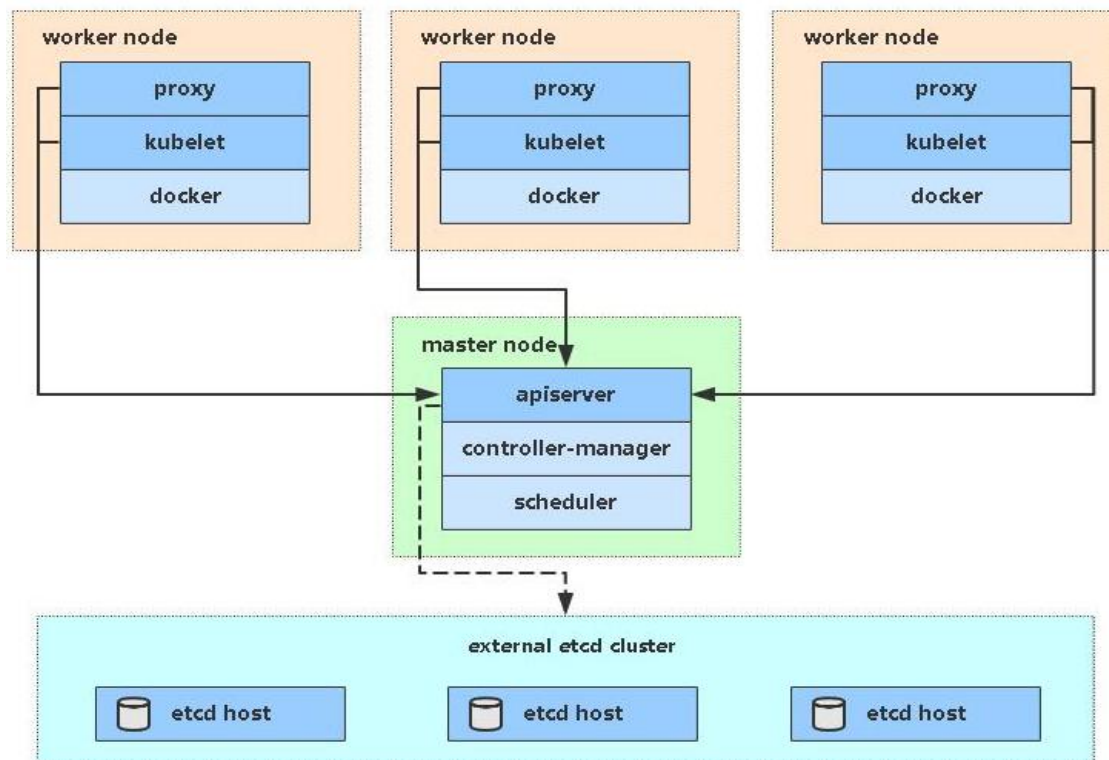 worker node
proxy
kubelet
docker
worker node
proxy
kubelet
docker
worker node
proxy
kubelet
docker
master node
apiserver
controller-manager
scheduler
external etcd cluster
etcd host
etcd host
etcd host